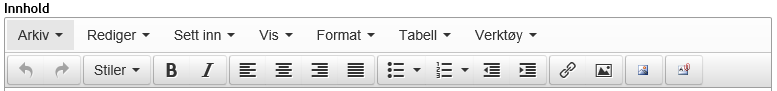 Innhold
Arkiv Rediger Sett inn Vis Format Tabell Verktøy
Stiler B I